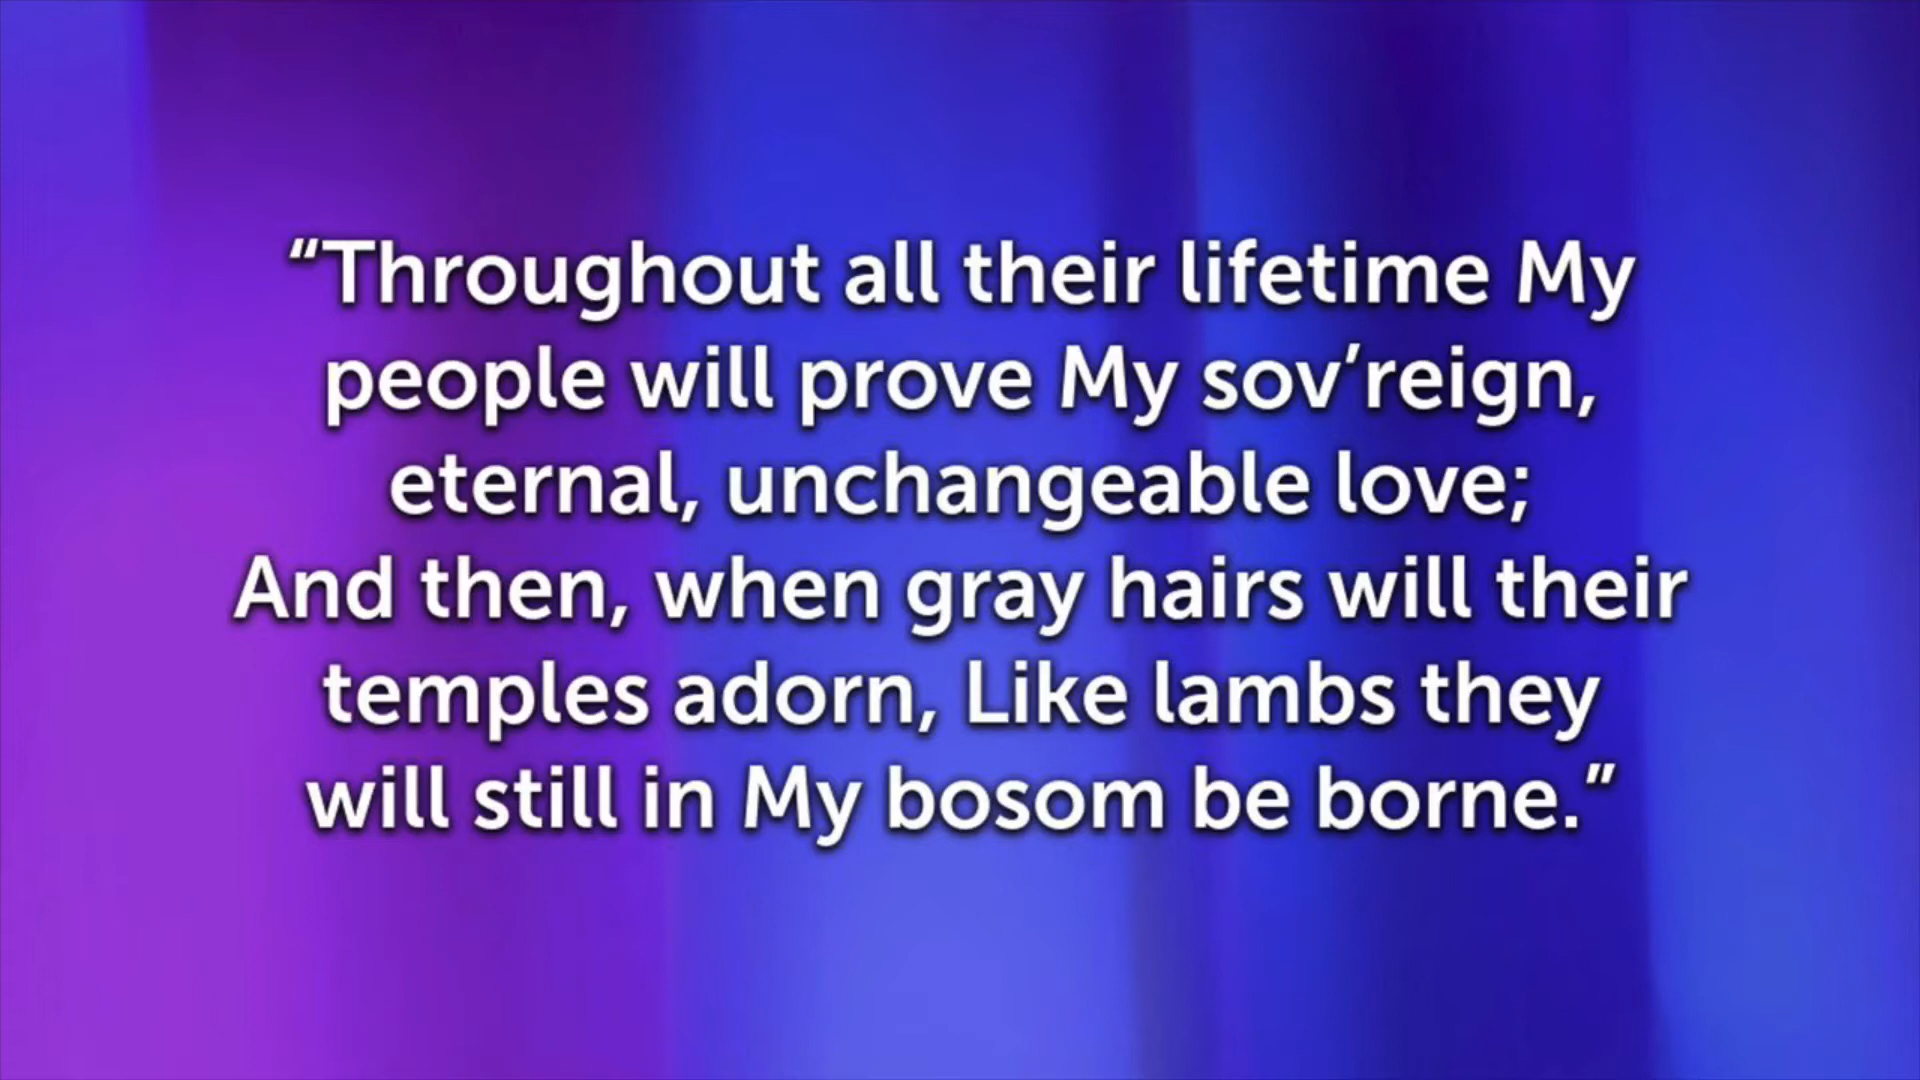 “Throughout all their lifetime My
people will prove My sov’reign,
eternal, unchangeable love;
And then, when gray hairs will their
temples adorn, Like lambs they
will still in My bosom be borne.”